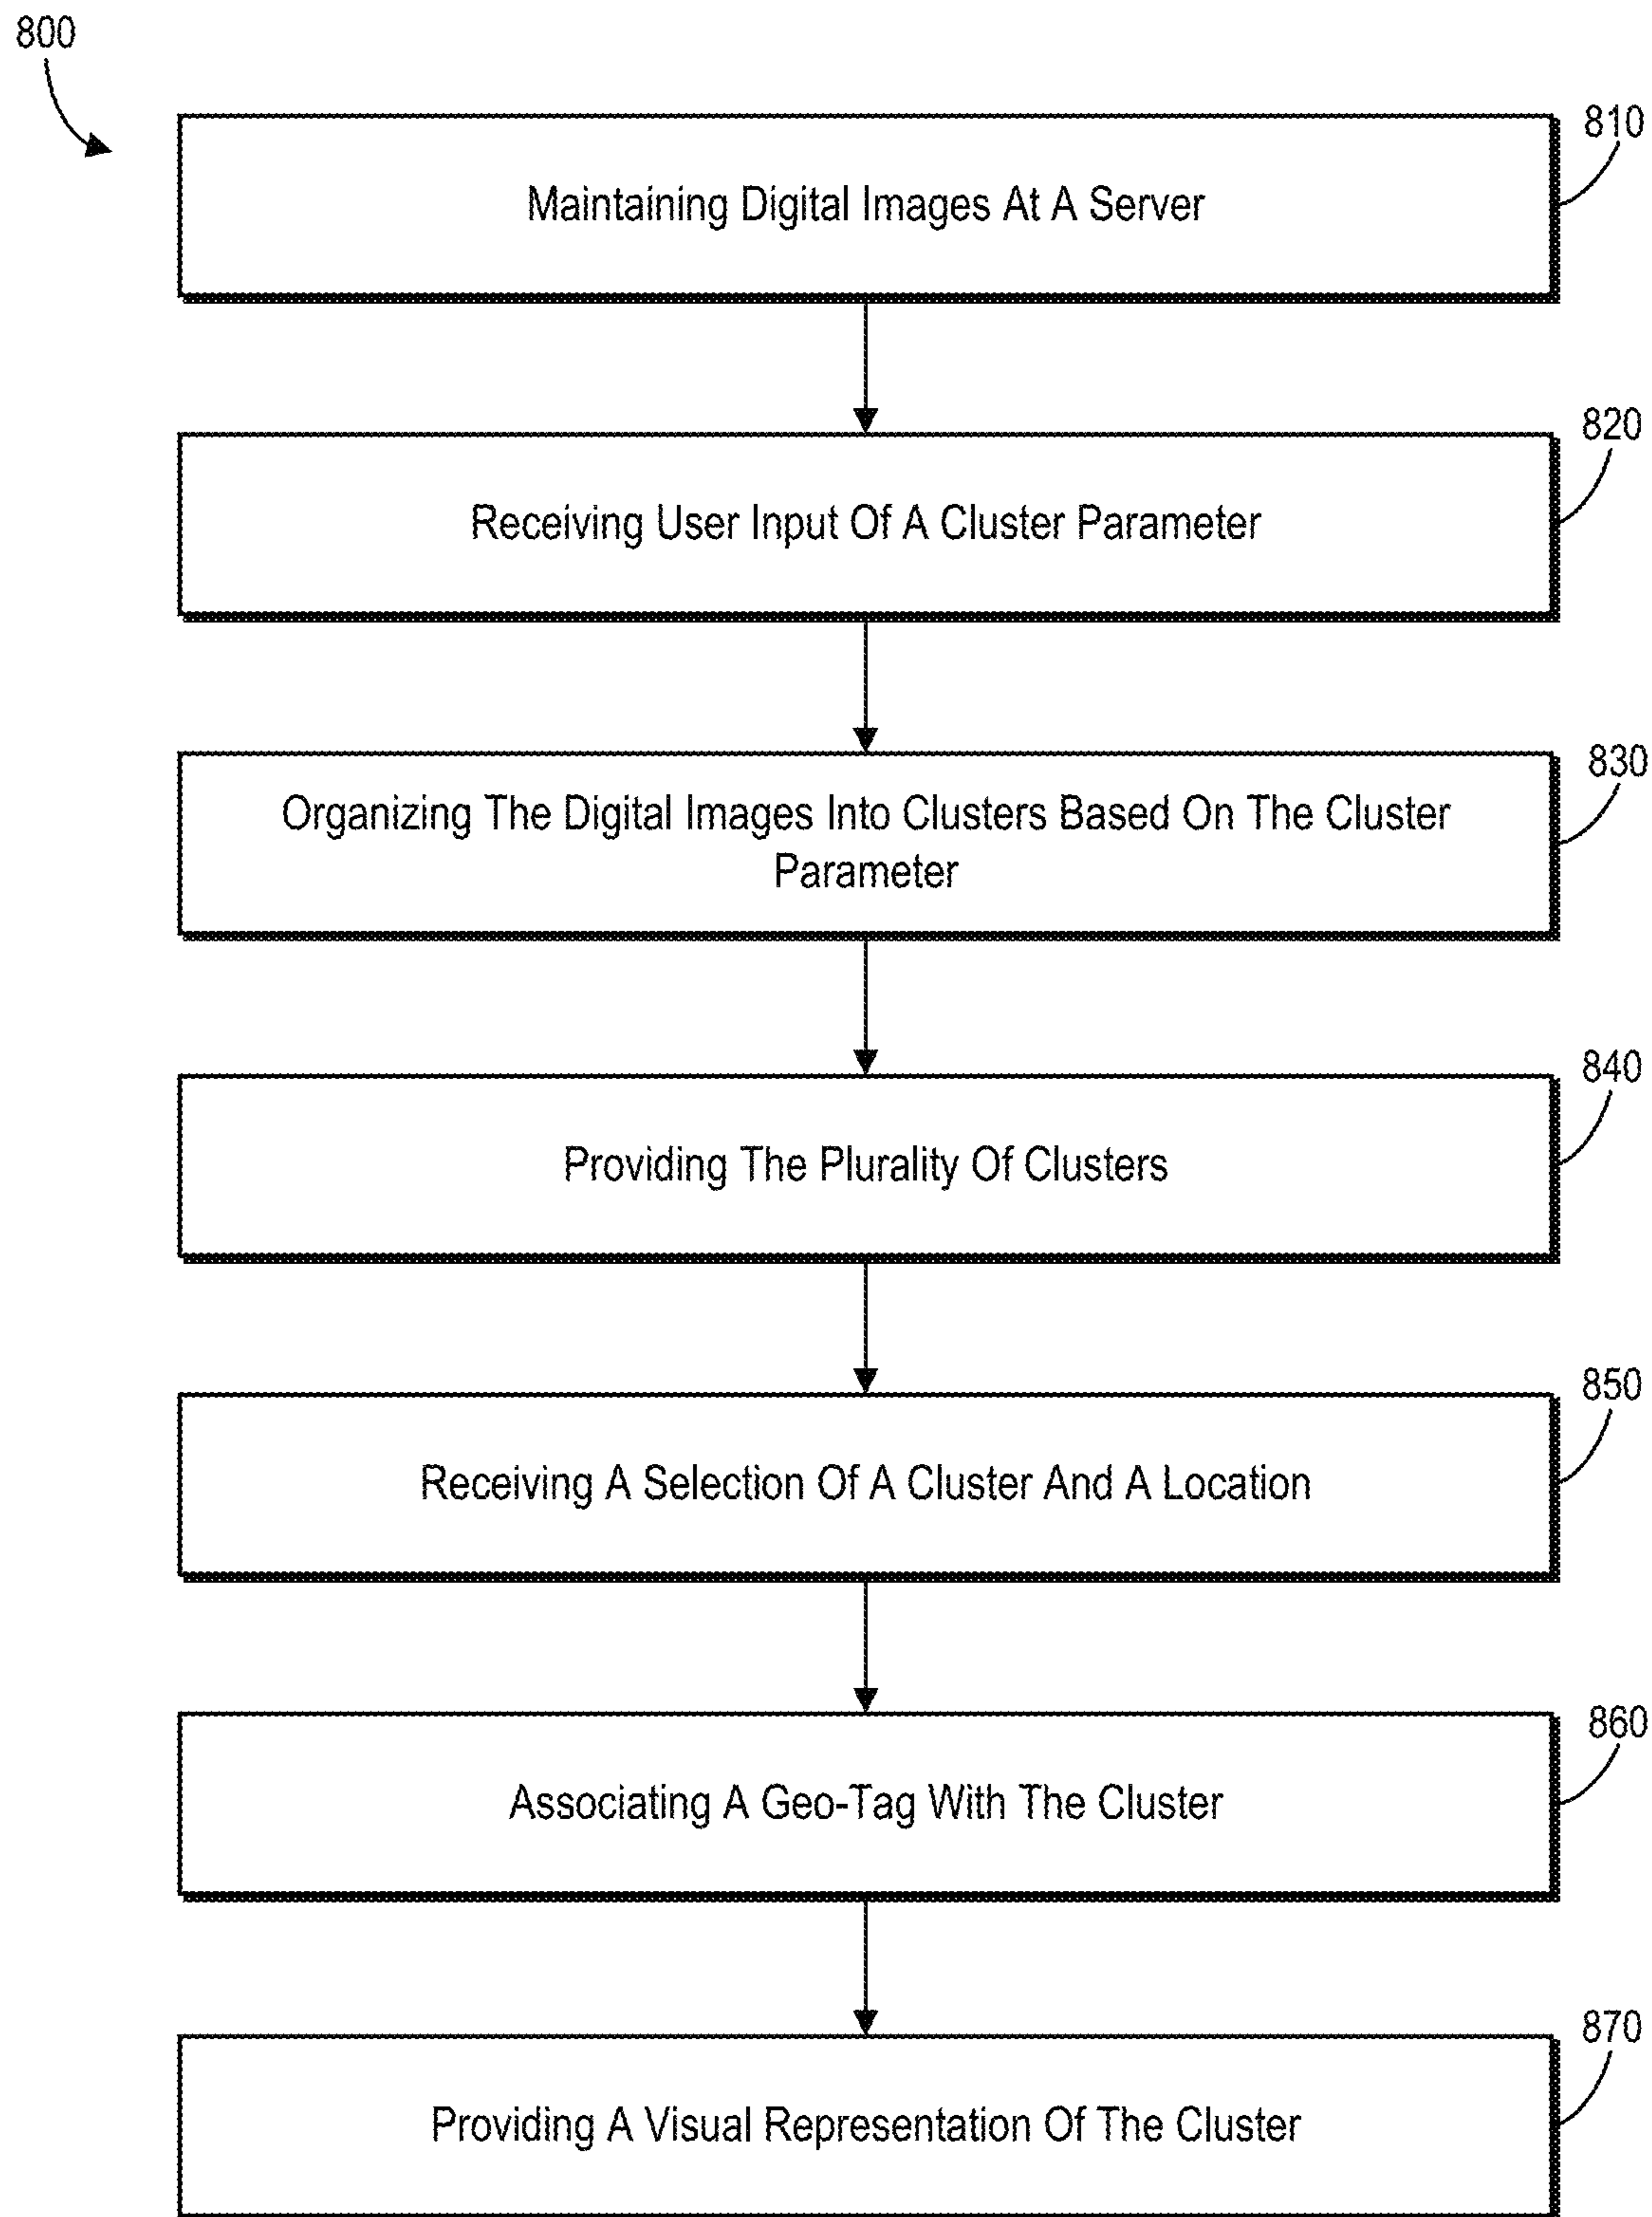 800
810
Maintaining Digital Images At A Server
820
Receiving User Input Of A Cluster Parameter
830
Organizing The Digital Images Into Clusters Based On The Cluster
Parameter
840
Providing The Plurality Of Clusters
850
Receiving A Selection Of A Cluster And A Location
860
Associating A Geo-Tag With The Cluster
870
Providing A Visual Representation Of The Cluster